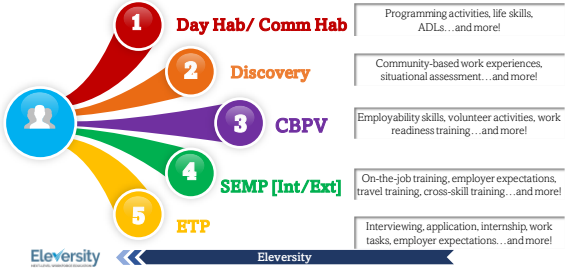 1
Day Hab/ Comm Hab
Programming activities, life skills,
ADLs…and more!
2
Discovery
Community-based work experiences,
situational assessment…and more!
3
CBPV
Employability skills, volunteer activities, work
readiness training…and more!
4
SEMP [Int/Ext]
On-the-job training, employer expectations,
travel training, cross-skill training…and more!
5
ETP
Interviewing, application, internship, work
tasks, employer expectations…and more!
Eleversity
Eleversity